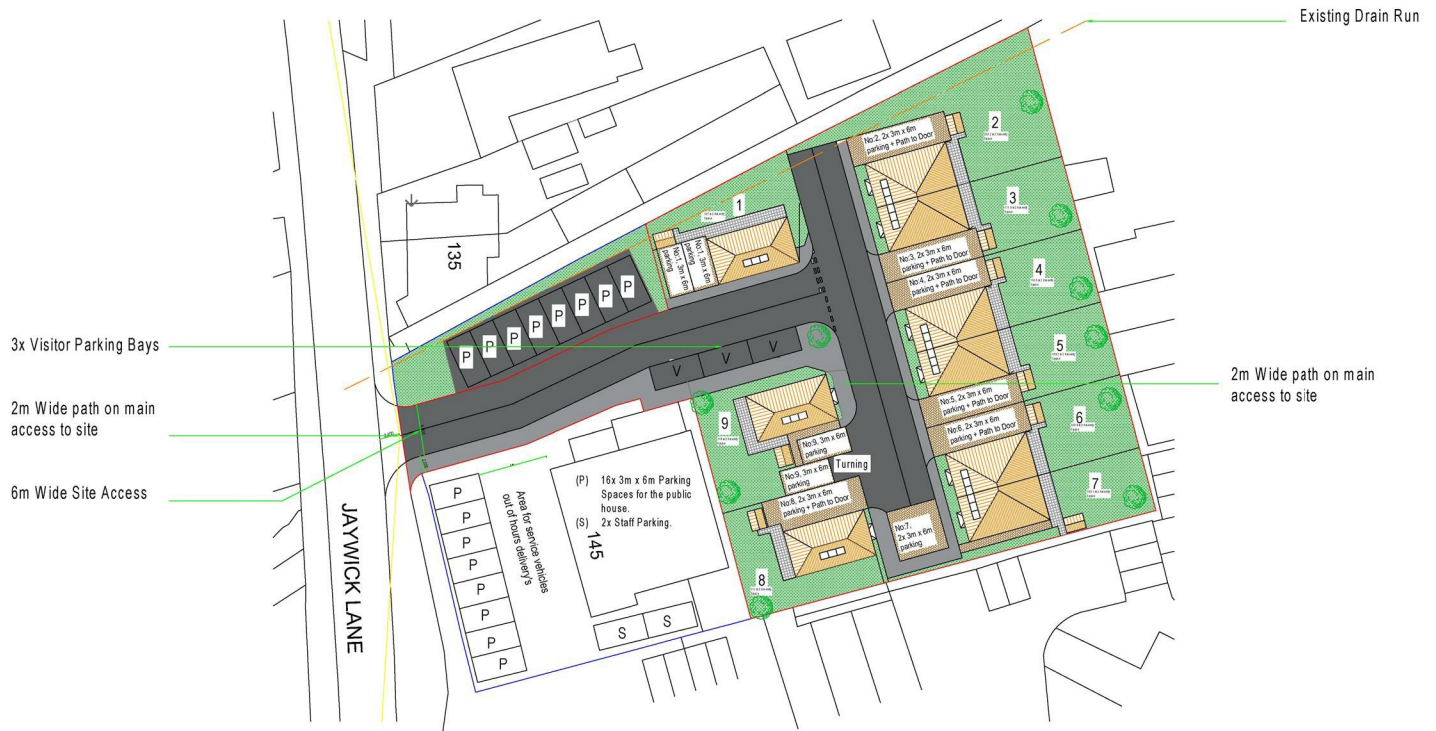 Existing Drain Run
2
No:2, 2x 3m x 6m
parking + Path to Door
3
1
No:1, 3m x 6m
parking
No:1, 3m x 6m
parking
135
No:3, 2x 3m x 6m
parking + Path to Door
No:4, 2x 3m x 6m
parking + Path to Door
4
P
P
P
P
P
P
P
P
3x Visitor Parking Bays
V
V
V
5
2m Wide path on main
access to site
2m Wide path on main
access to site
No:5, 2x 3m x 6m
parking + Path to Door
No:6, 2x 3m x 6m
parking + Path to Door
6
9
No:9, 3m x 6m
parking
No:9, 3m x 6m
parking
Turning
6m Wide Site Access
7
No:8, 2x 3m x 6m
parking + Path to Door
No:7,
2x 3m x 6m
parking
8
(P) 16x 3m x 6m Parking
Spaces for the public
house.
(S) 2x Staff Parking.
145
Area for service vehicles
out of hours delivery's
P
P
P
P
P
P
P
P
S
S
JAYWICK LANE